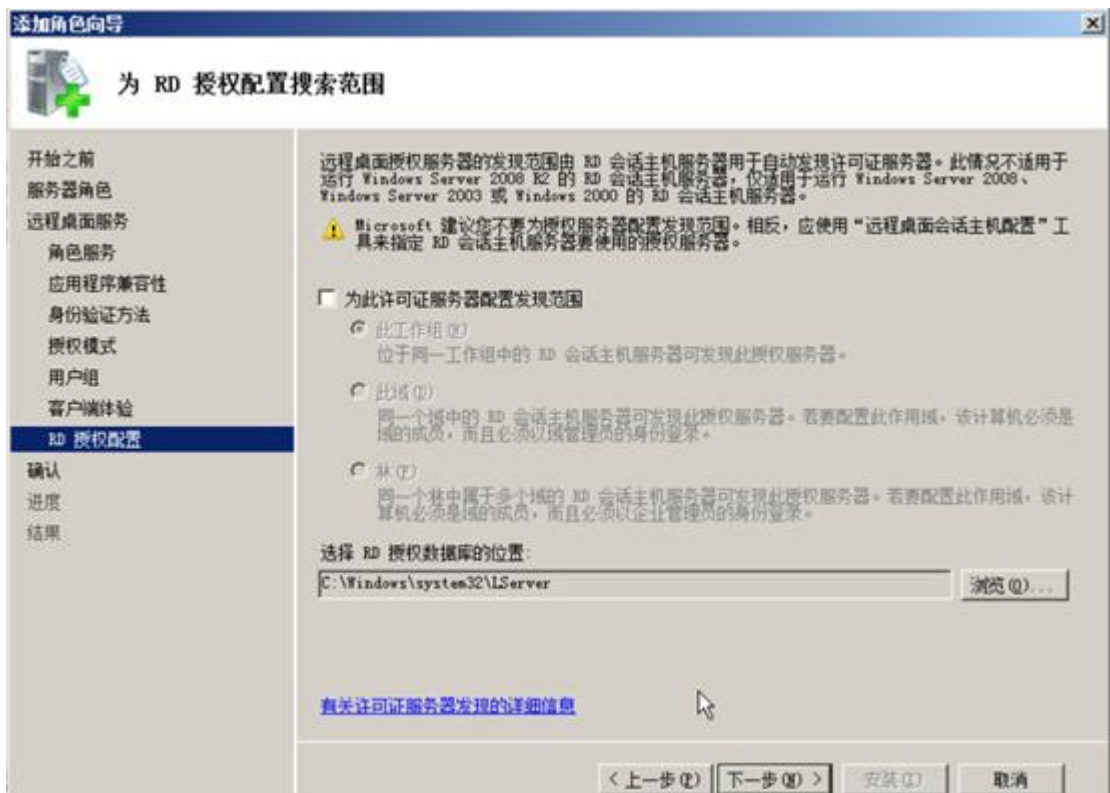 添加角色向导
为 RD 授权配置搜索范围
开始之前
服务器角色
远程桌面服务
角色服务
应用程序兼容性
身份验证方法
授权模式
用户组
客户端体验
RD 授权配置
确认
进度
结果
远程桌面授权服务器的发现范围由 RD 会话主机服务器用于自动发现许可证服务器。此情况不适用于
运行 Windows Server 2008 R2 的 RD 会话主机服务器，仅适用于运行 Windows Server 2008、
Windows Server 2003 或 Windows 2000 的 RD 会话主机服务器。
Microsoft 建议您不要为授权服务器配置发现范围。相反，应使用“远程桌面会话主机配置”工
具来指定 RD 会话主机服务器要使用的授权服务器。
为此许可证服务器配置发现范围
此工作组(W)
位于同一工作组中的 RD 会话主机服务器可发现此授权服务器。
此域(D)
同一个域中的 RD 会话主机服务器可发现此授权服务器。若要配置此作用域，该计算机必须是
域的成员，而且必须以域管理员的身份登录。
林(F)
同一个林中属于多个域的 RD 会话主机服务器可发现此授权服务器。若要配置此作用域，该计
算机必须是域的成员，而且必须以企业管理员的身份登录。
选择 RD 授权数据库的位置:
C:\Windows\system32\LServer
浏览(O)...
有关许可证服务器发现的详细信息
< 上一步(P)
下一步(N) >
安装(I)
取消